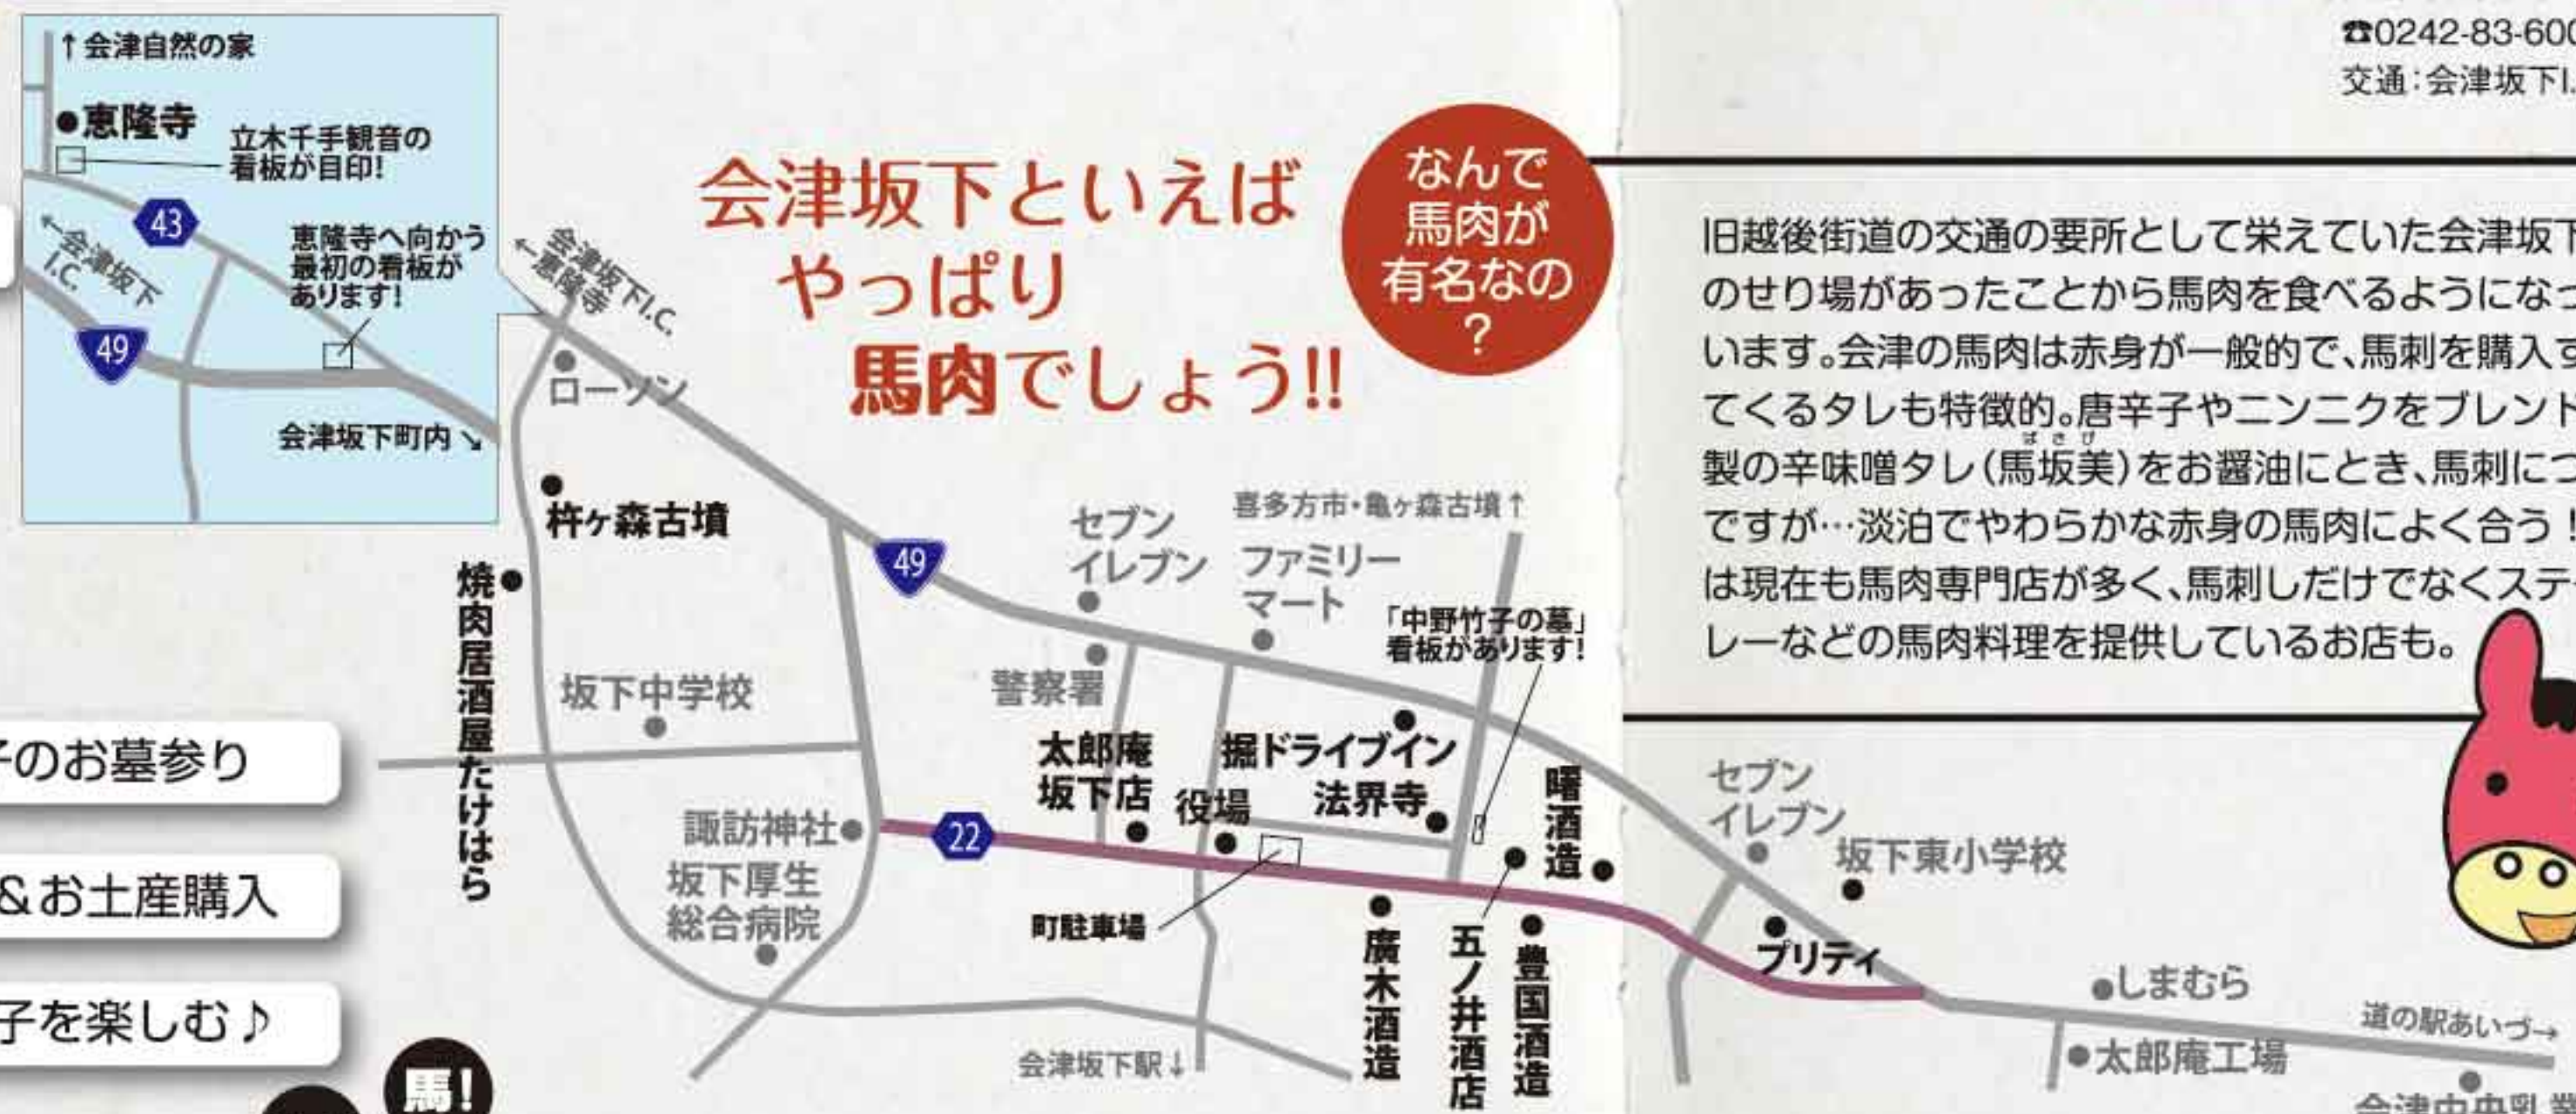 ↑会津自然の家
●恵隆寺
立木千手観音の
看板が目印!
43
←会津坂下
I.C.
恵隆寺へ向かう
最初の看板が
あります!
49
会津坂下町内↘
会津坂下I.C.
←恵隆寺
会津坂下といえば
やっぱり
馬肉でしょう!!
なんで
馬肉が
有名なの
?
☎0242-83-600
交通:会津坂下I.
旧越後街道の交通の要所として栄えていた会津坂下
のせり場があったことから馬肉を食べるようになっ
います。会津の馬肉は赤身が一般的で、馬刺を購入す
てくるタレも特徴的。唐辛子やニンニクをブレンド
ばさび
製の辛味噌タレ(馬坂美)をお醤油にとき、馬刺につ
ですが…淡泊でやわらかな赤身の馬肉によく合う!
は現在も馬肉専門店が多く、馬刺しだけでなくステ
レーなどの馬肉料理を提供しているお店も。
ローソン
杵ヶ森古墳
焼肉居酒屋たけはら
49
セブン
イレブン
喜多方市・亀ヶ森古墳↑
ファミリー
マート
「中野竹子の墓」
看板があります!
坂下中学校
警察署
太郎庵
坂下店
役場
掘ドライブイン
法界寺
曙酒造
諏訪神社
22
坂下厚生
総合病院
町駐車場
廣木酒造
五ノ井酒店
豊国酒造
会津坂下駅↓
セブン
イレブン
坂下東小学校
プリティ
しまむら
道の駅あいづ→
太郎庵工場
子のお墓参り
&お土産購入
子を楽しむ♪
馬!